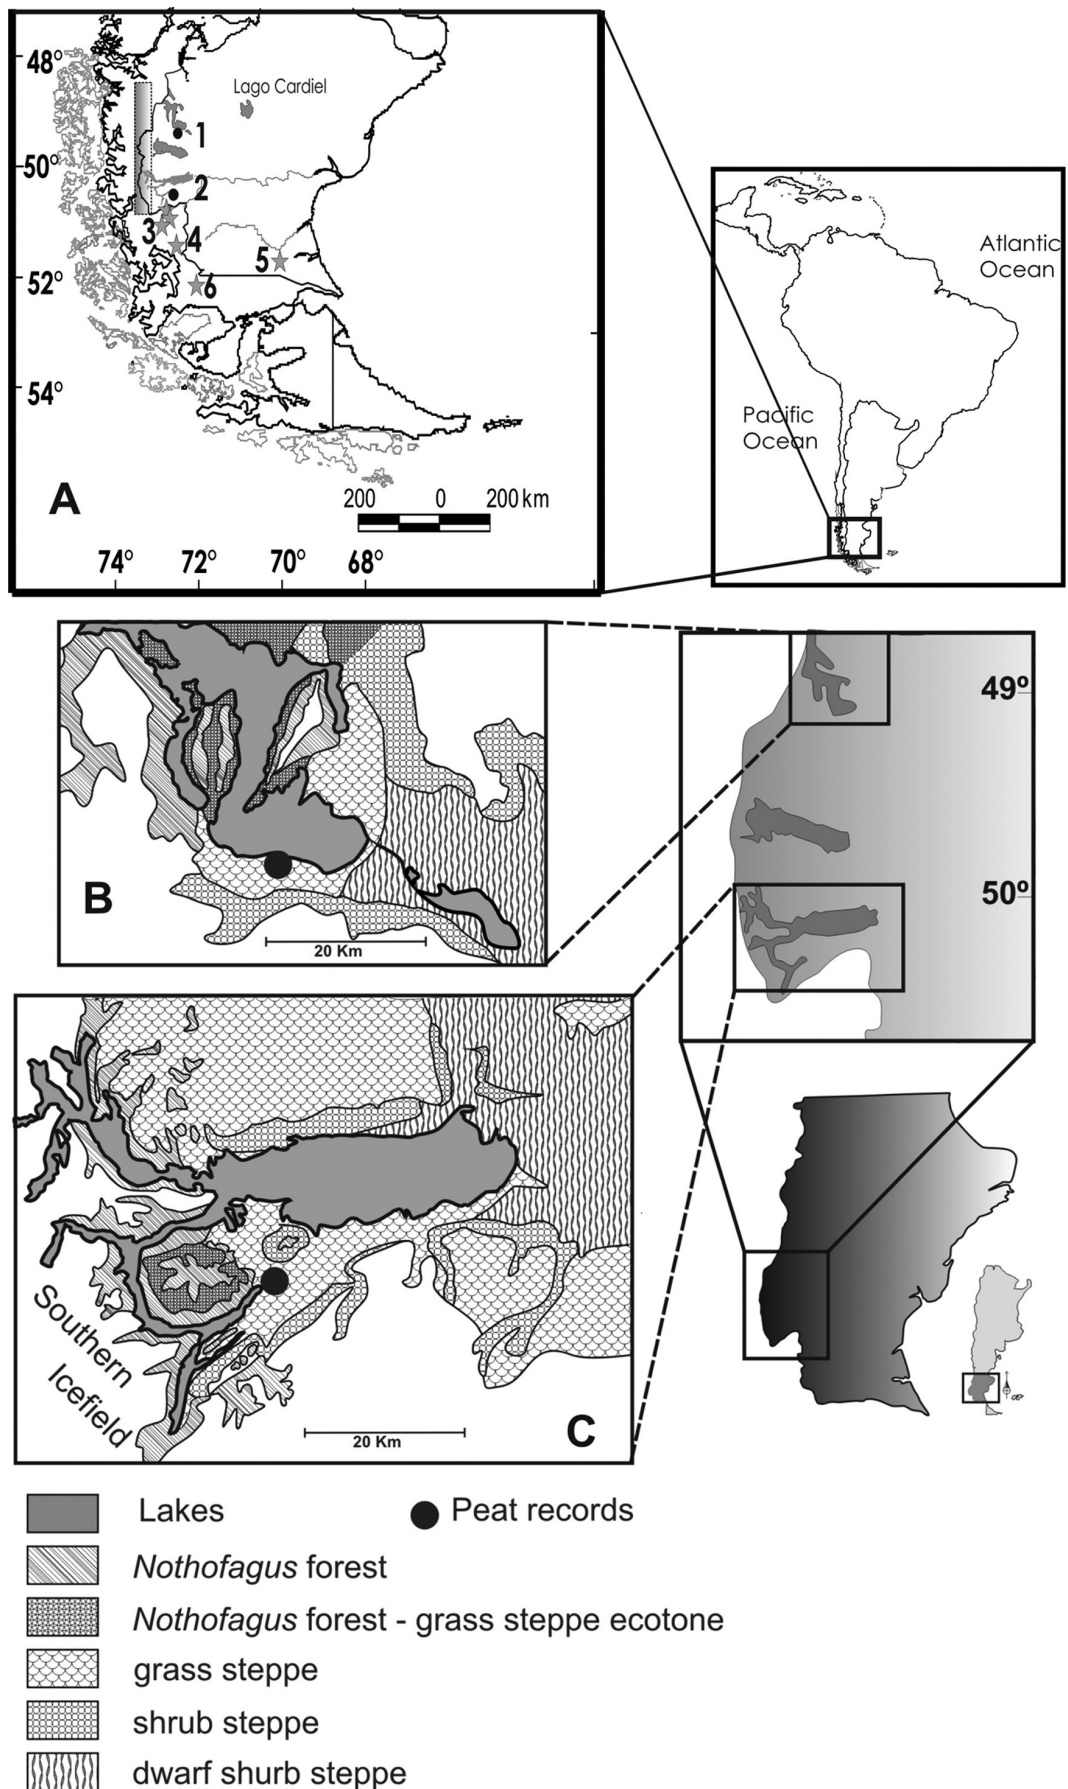 48°
50°
52°
54°
Lago Cardiel
1
2
3
4
5
6
A
200 0 200 km
74° 72° 70° 68°
Atlantic
Ocean
Pacific
Ocean
B
20 Km
49º
50º
Southern
Icefield
20 Km
C
Lakes
Peat records
Nothofagus forest
Nothofagus forest - grass steppe ecotone
grass steppe
shrub steppe
dwarf shurb steppe